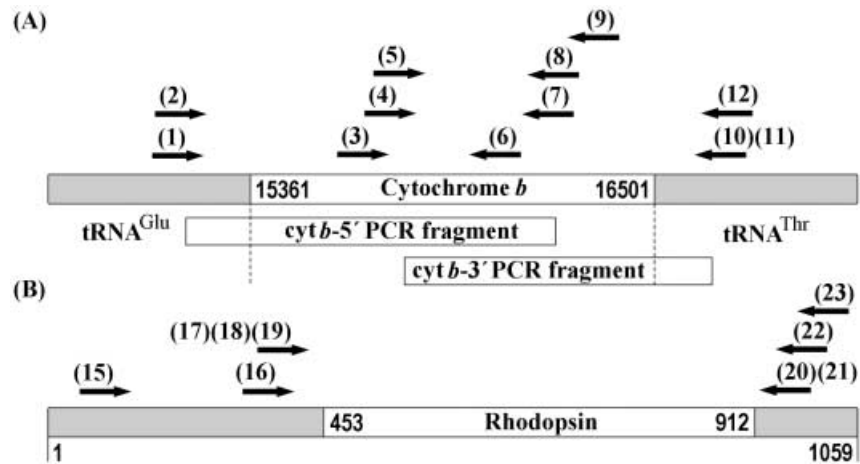 (A)
(9)
(5) (8)
(2) (4) (7) (12)
(1) (3) (6) (10)(11)
15361 Cytochrome b 16501
tRNAGlu cyt b-5´ PCR fragment tRNAThr
cyt b-3´ PCR fragment
(B)
(23)
(17)(18)(19) (22)
(15) (16) (20)(21)
453 Rhodopsin 912
1 1059